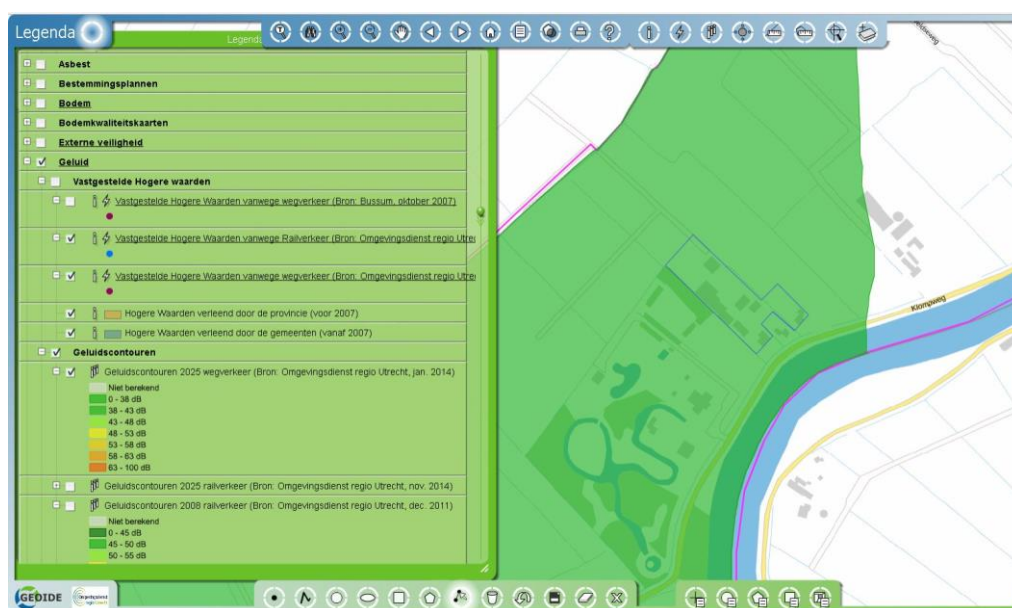 Legenda
Legenda
Asbest
Bestemmingsplannen
Bodem
Bodemkwaliteitskaarten
Externe veiligheid
Geluid
Vastgestelde Hogere waarden
Vastgestelde Hogere Waarden vanwege wegverkeer (Bron: Bussum, oktober 2007)
Vastgestelde Hogere Waarden vanwege Railverkeer (Bron: Omgevingsdienst regio Utre
Vastgestelde Hogere Waarden vanwege wegverkeer (Bron: Omgevingsdienst regio Utre
Hogere Waarden verleend door de provincie (voor 2007)
Hogere Waarden verleend door de gemeenten (vanaf 2007)
Geluidscontouren
Geluidscontouren 2025 wegverkeer (Bron: Omgevingsdienst regio Utrecht, jan. 2014)
Niet berekend
0 - 38 dB
38 - 43 dB
43 - 48 dB
48 - 53 dB
53 - 58 dB
58 - 63 dB
63 - 100 dB
Geluidscontouren 2025 railverkeer (Bron: Omgevingsdienst regio Utrecht, nov. 2014)
Geluidscontouren 2008 railverkeer (Bron: Omgevingsdienst regio Utrecht, dec. 2011)
Niet berekend
0 - 45 dB
45 - 50 dB
50 - 55 dB
Klompweg
GEOIDE